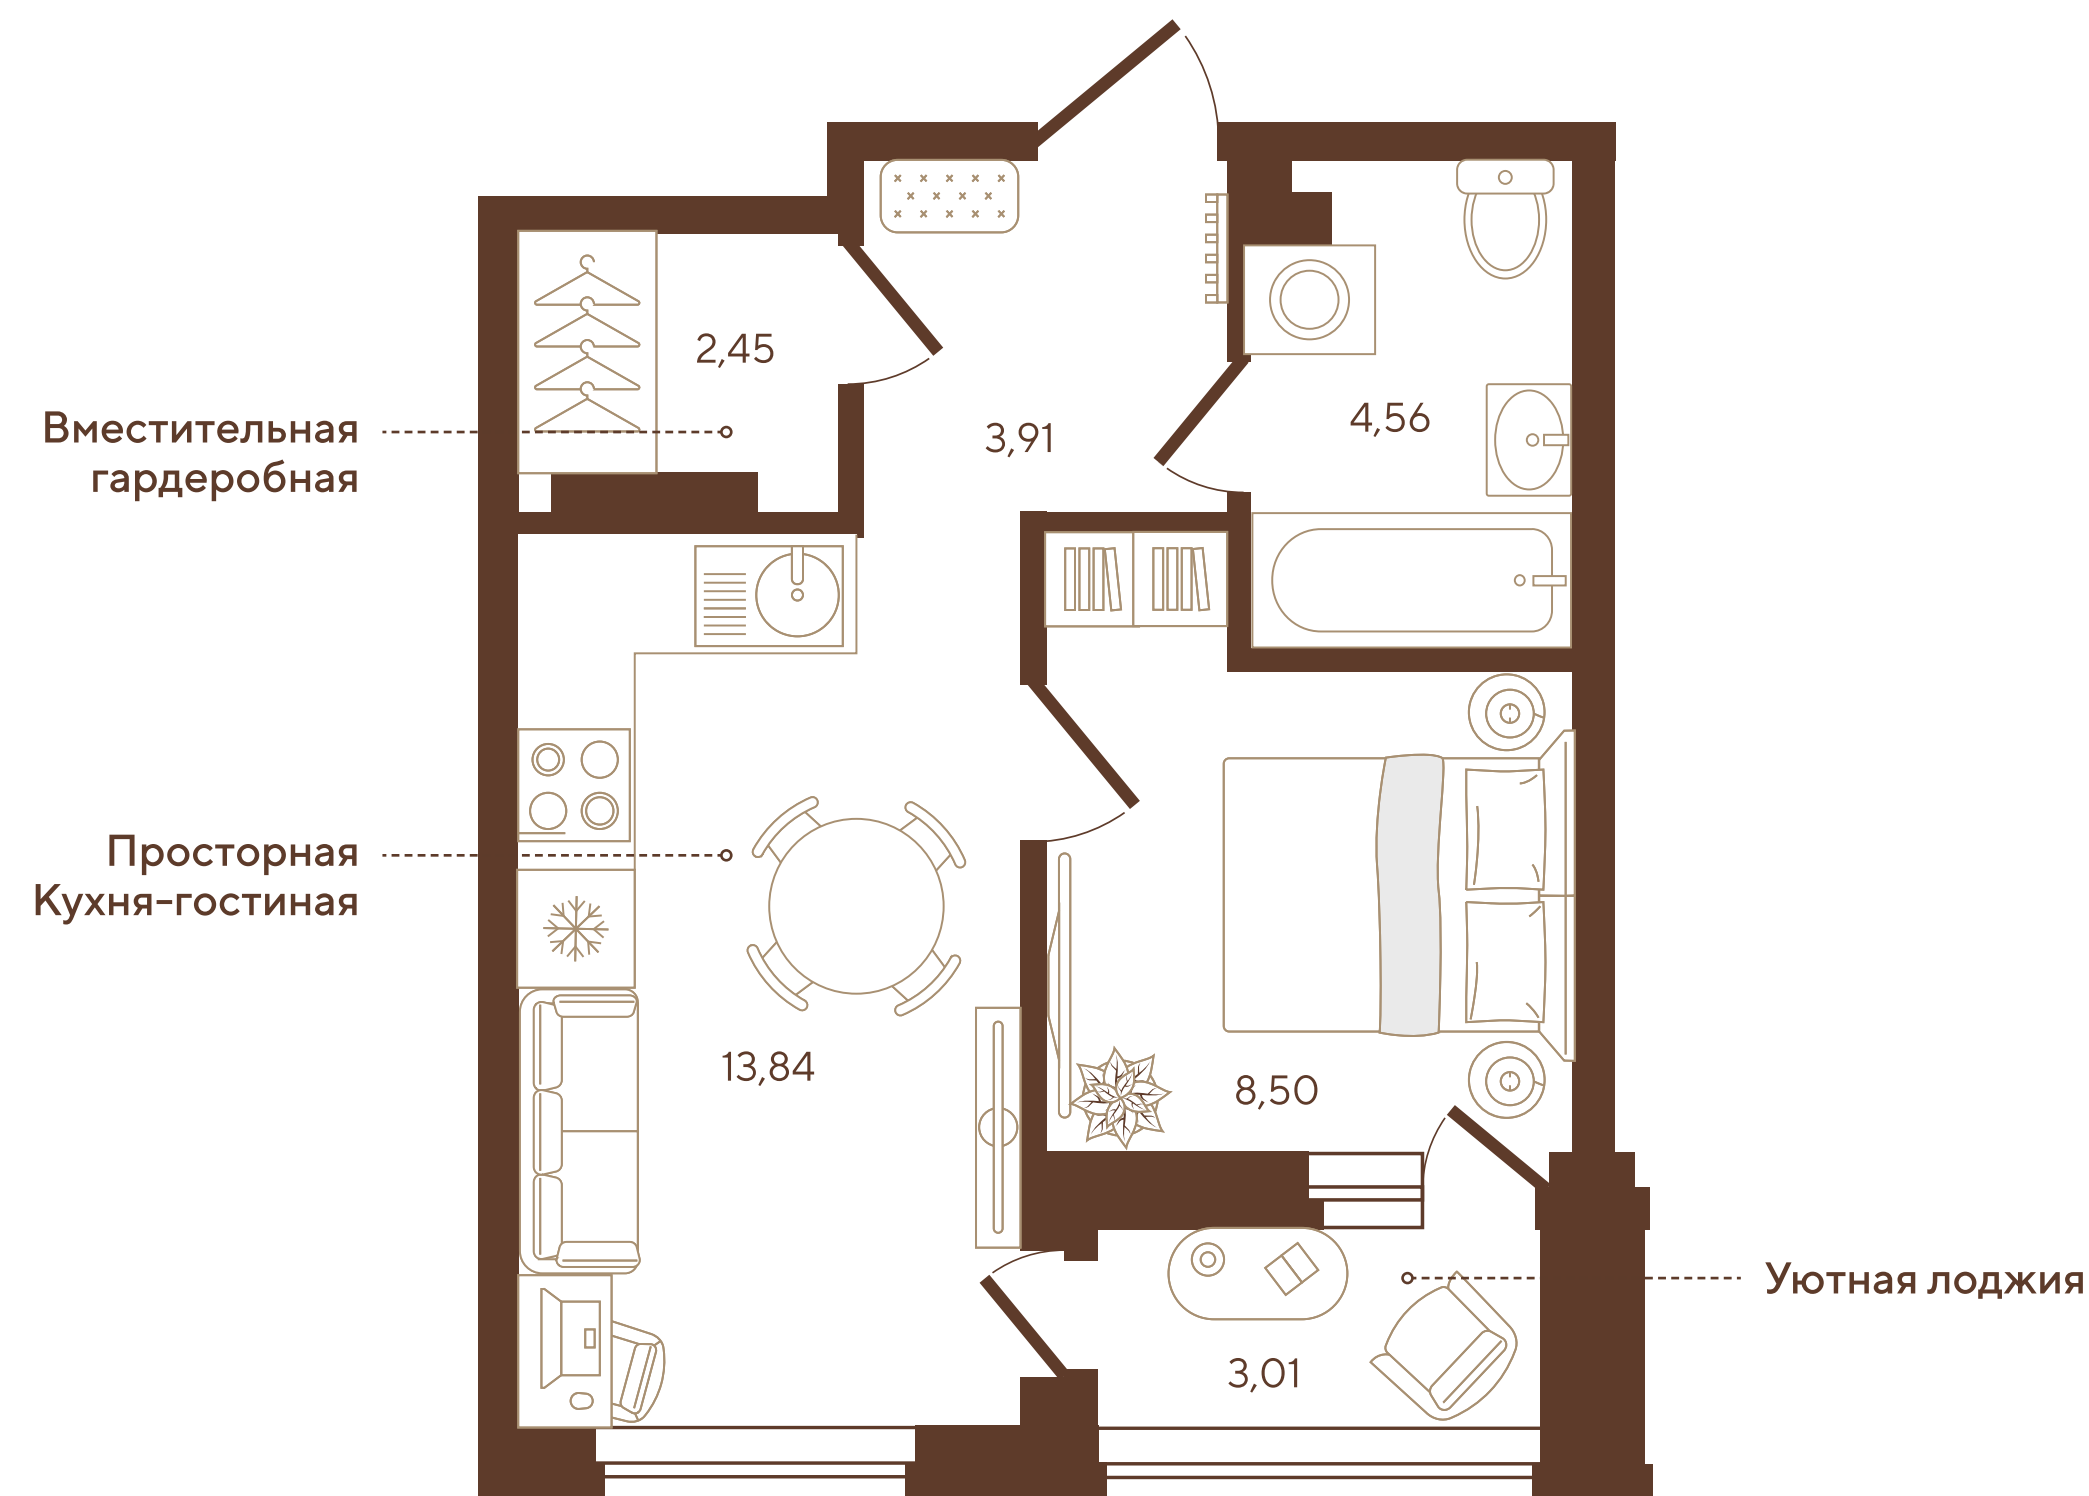 2,45
Вместительная
гардеробная
3,91
4,56
Просторная
Кухня-гостиная
13,84
8,50
Уютная лоджия
3,01